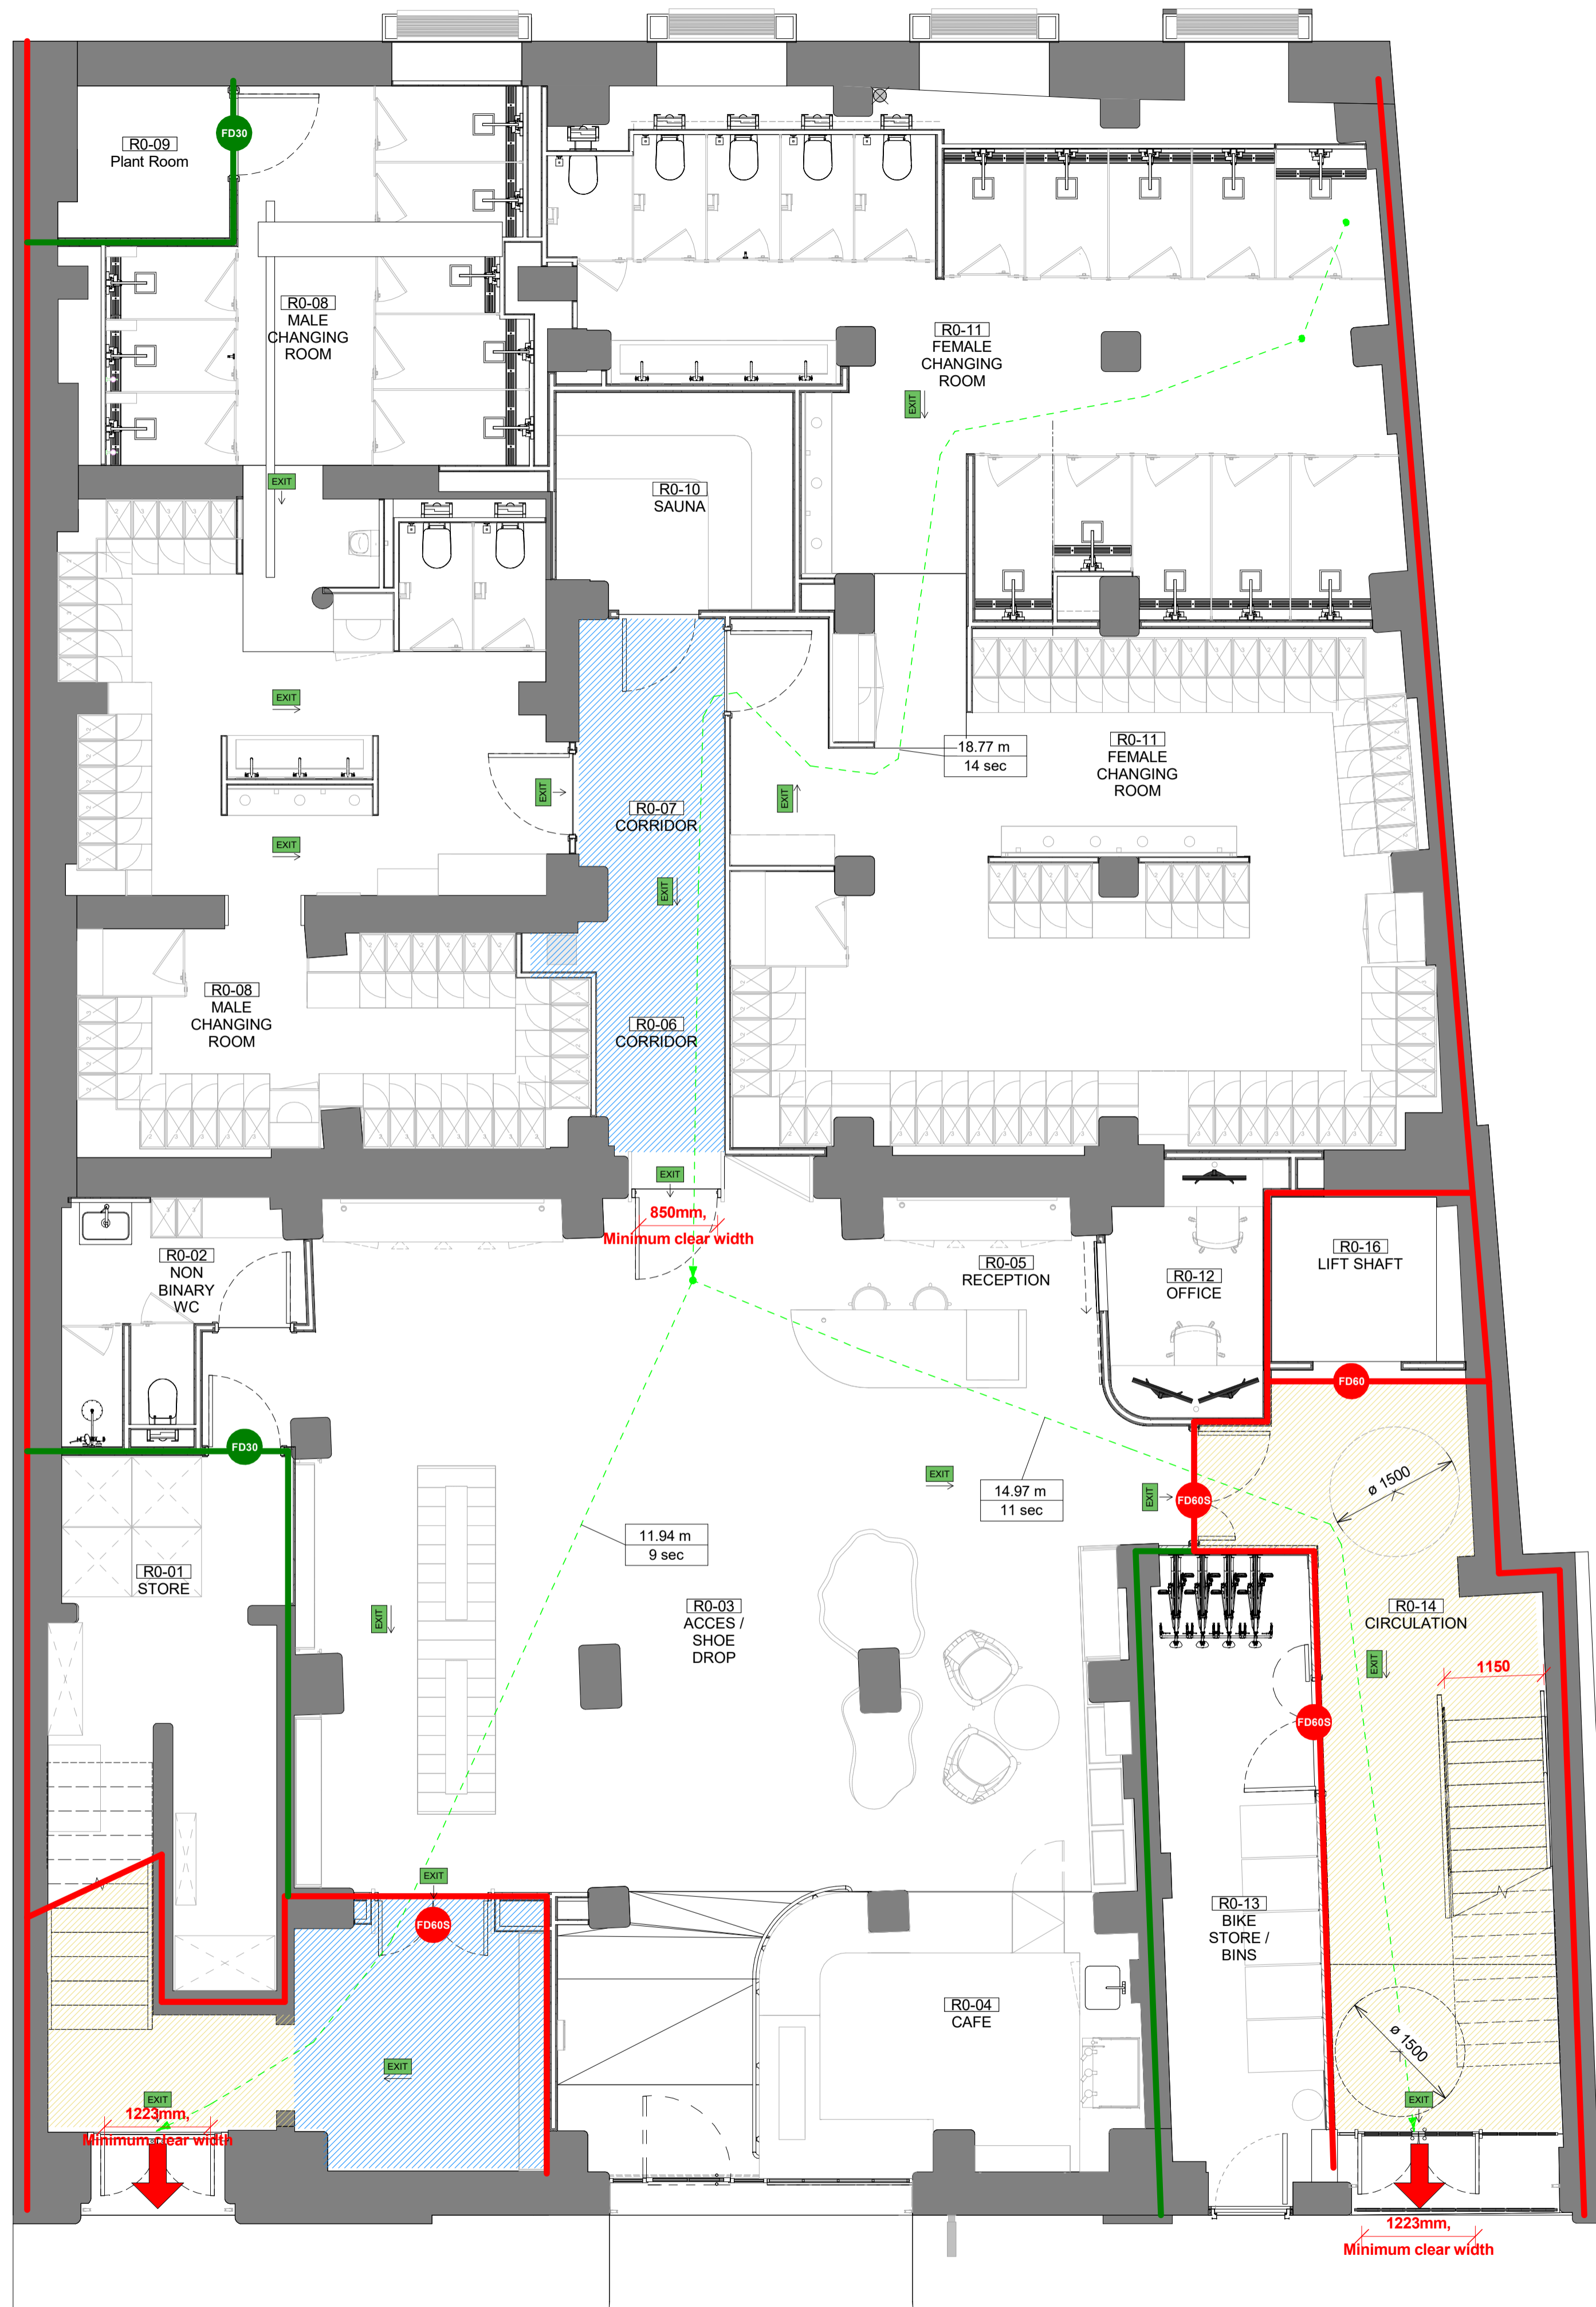 FD30
R0-09
Plant Room
R0-08
MALE
CHANGING
ROOM
R0-11
FEMALE
CHANGING
ROOM
EXIT
EXIT
R0-10
SAUNA
EXIT
18.77 m
14 sec
R0-11
FEMALE
CHANGING
ROOM
EXIT
EXIT
R0-07
CORRIDOR
EXIT
EXIT
R0-08
MALE
CHANGING
ROOM
R0-06
CORRIDOR
EXIT
850mm,
Minimum clear width
R0-02
NON
BINARY
WC
R0-05
RECEPTION
R0-12
OFFICE
R0-16
LIFT SHAFT
FD60
FD30
EXIT
14.97 m
11 sec
EXIT
FD60S
ø 1500
11.94 m
9 sec
R0-01
STORE
R0-03
ACCES /
SHOE
DROP
EXIT
R0-14
CIRCULATION
EXIT
1150
FD60S
EXIT
FD60S
R0-13
BIKE
STORE /
BINS
R0-04
CAFE
ø 1500
EXIT
EXIT
1223mm,
Minimum clear width
EXIT
1223mm,
Minimum clear width